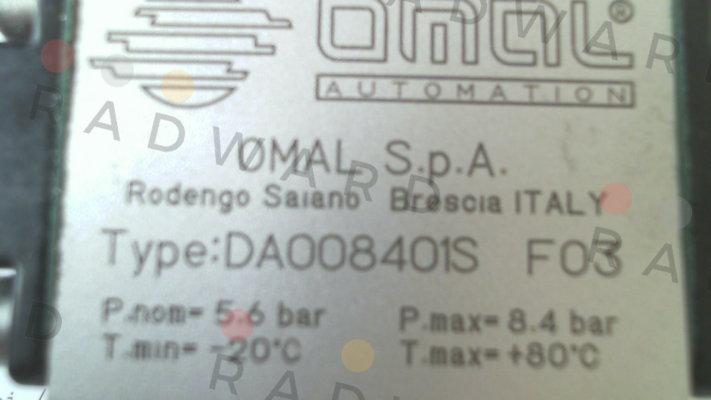 OMAL®
AUTOMATION
ØMAL S.p.A.
Rodengo Saiano Brescia ITALY
Type:DA008401S F03
P.nom= 5.6 bar P.max= 8.4 bar
T.min= -20°C T.max= +80°C
RADWARD